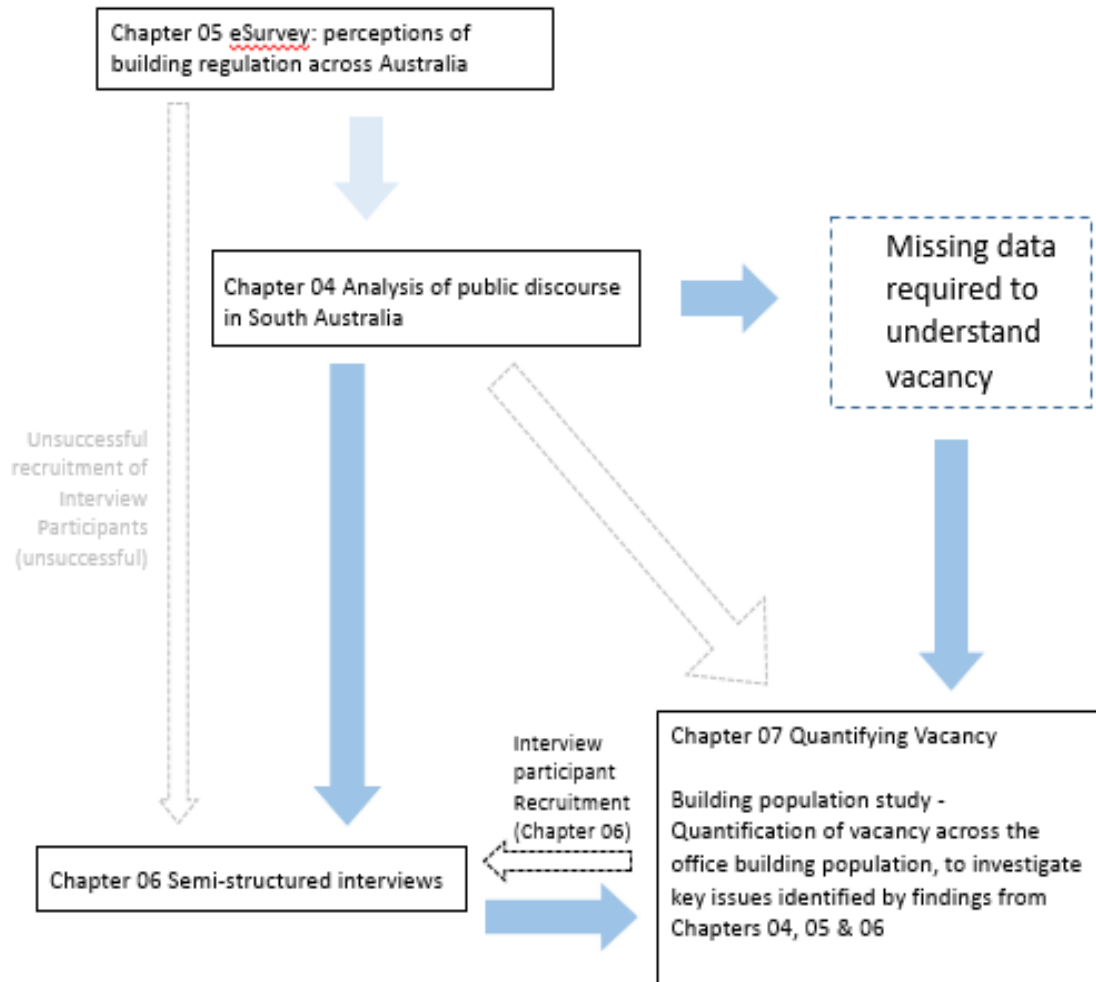 Chapter 05 eSurvey: perceptions of
building regulation across Australia
Chapter 04 Analysis of public discourse
in South Australia
Missing data
required to
understand
vacancy
Unsuccessful
recruitment of
Interview
Participants
(unsuccessful)
Interview
participant
Recruitment
(Chapter 06)
Chapter 06 Semi-structured interviews
Chapter 07 Quantifying Vacancy
Building population study -
Quantification of vacancy across the
office building population, to investigate
key issues identified by findings from
Chapters 04, 05 & 06